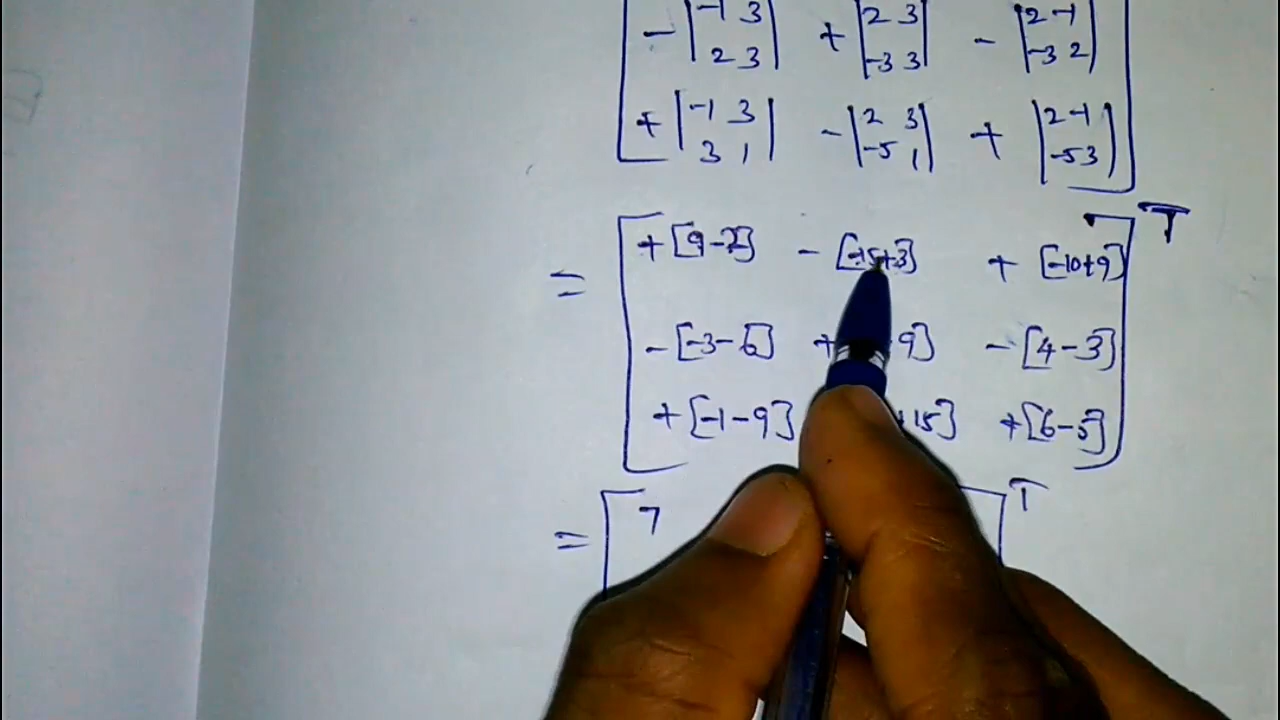 -|-1 3| +|2 3| -|2 -1|
|2 3| |-3 3| |-3 2|
+|-1 3| -|2 3| +|2 -1|
|3 1| |-5 1| |-5 3|
= [+[9-2] -[-15+3] +[-10+9]]T
-[-3-6] + 9] -[4-3]
+[-1-9] +15] +[6-5]
= [7 ]T